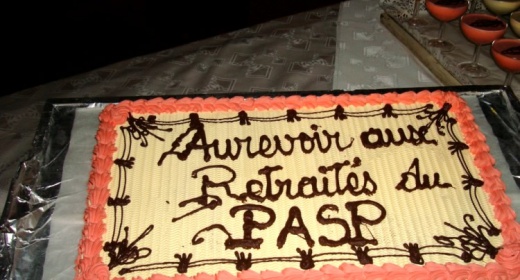 Aurevoir aux
Retraités du
PASP